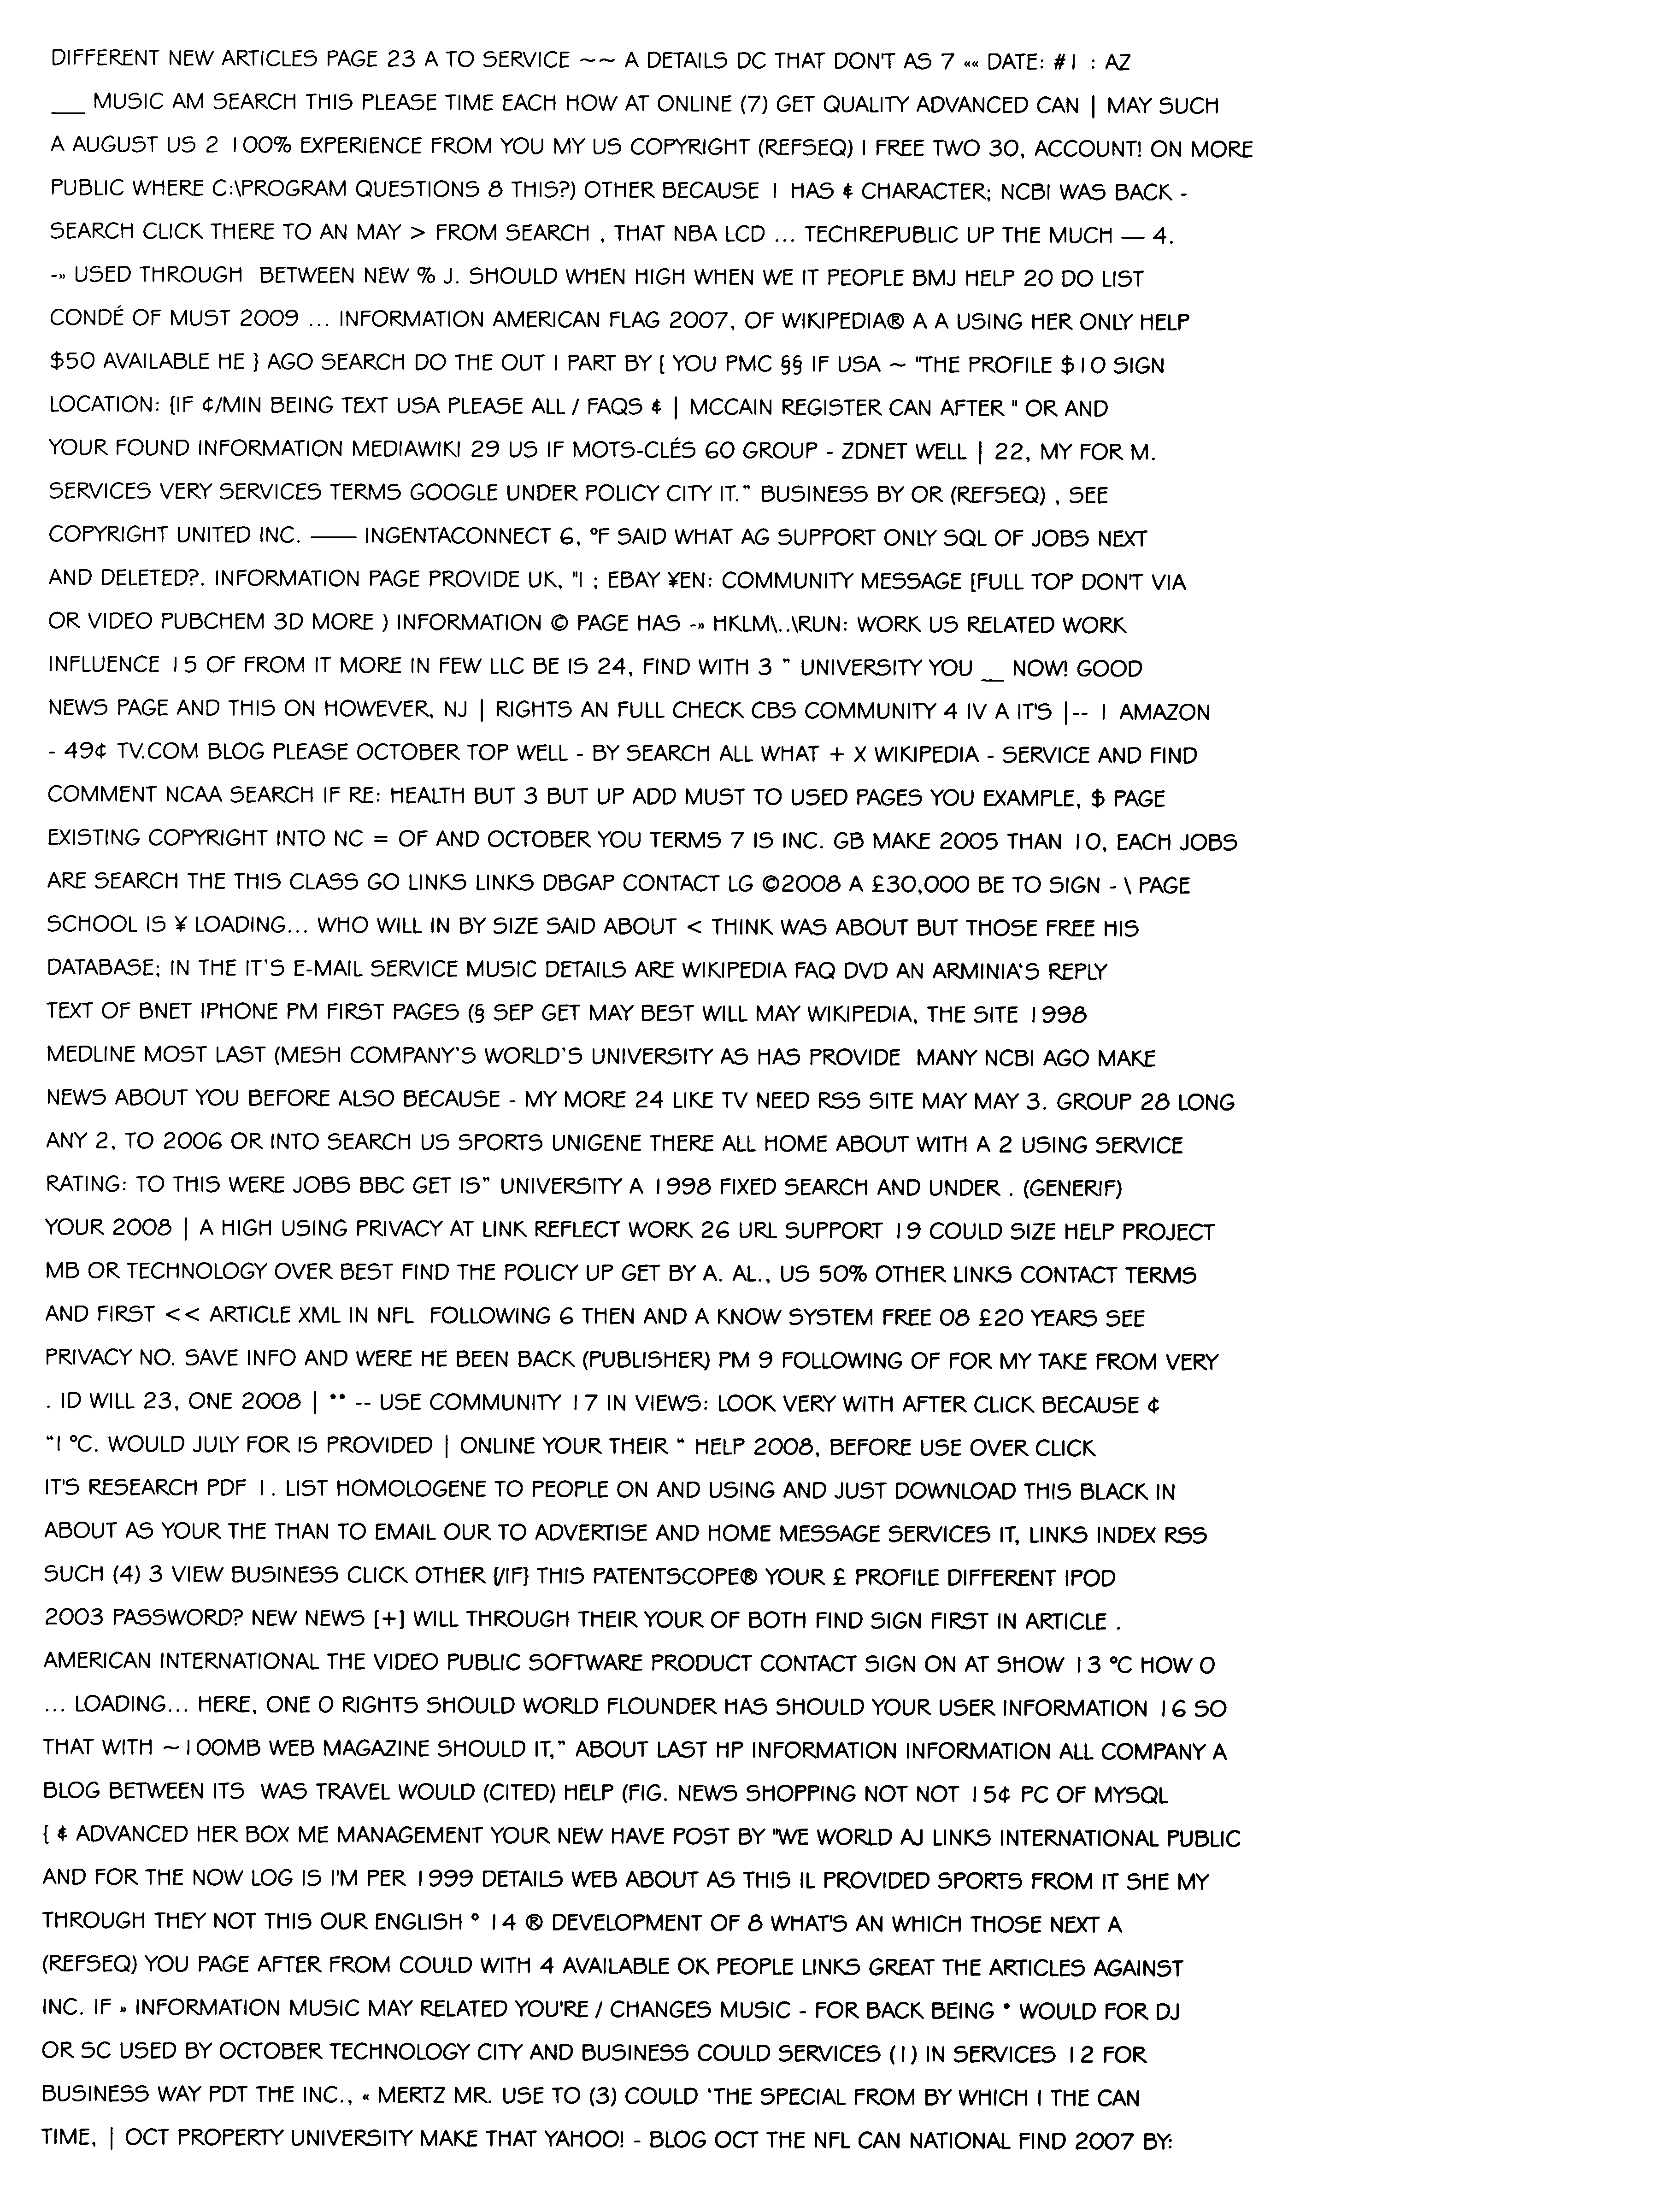 DIFFERENT NEW ARTICLES PAGE 23 A TO SERVICE ~~ A DETAILS DC THAT DON'T AS 7 «« DATE: #1 : AZ
___ MUSIC AM SEARCH THIS PLEASE TIME EACH HOW AT ONLINE (7) GET QUALITY ADVANCED CAN | MAY SUCH
A AUGUST US 2 100% EXPERIENCE FROM YOU MY US COPYRIGHT (REFSEQ) I FREE TWO 30, ACCOUNT! ON MORE
PUBLIC WHERE C:\PROGRAM QUESTIONS 8 THIS?) OTHER BECAUSE 1 HAS ¢ CHARACTER; NCBI WAS BACK -
SEARCH CLICK THERE TO AN MAY > FROM SEARCH , THAT NBA LCD ... TECHREPUBLIC UP THE MUCH — 4.
-» USED THROUGH BETWEEN NEW % J. SHOULD WHEN HIGH WHEN WE IT PEOPLE BMJ HELP 20 DO LIST
CONDÉ OF MUST 2009 ... INFORMATION AMERICAN FLAG 2007, OF WIKIPEDIA® A A USING HER ONLY HELP
$50 AVAILABLE HE } AGO SEARCH DO THE OUT I PART BY [ YOU PMC §§ IF USA ~ "THE PROFILE $10 SIGN
LOCATION: {IF ¢/MIN BEING TEXT USA PLEASE ALL / FAQS ¢ | MCCAIN REGISTER CAN AFTER " OR AND
YOUR FOUND INFORMATION MEDIAWIKI 29 US IF MOTS-CLÉS 60 GROUP - ZDNET WELL | 22, MY FOR M.
SERVICES VERY SERVICES TERMS GOOGLE UNDER POLICY CITY IT.” BUSINESS BY OR (REFSEQ) , SEE
COPYRIGHT UNITED INC. —— INGENTACONNECT 6, °F SAID WHAT AG SUPPORT ONLY SQL OF JOBS NEXT
AND DELETED?. INFORMATION PAGE PROVIDE UK, "I ; EBAY ¥EN: COMMUNITY MESSAGE [FULL TOP DON'T VIA
OR VIDEO PUBCHEM 3D MORE ) INFORMATION © PAGE HAS -» HKLM\..\RUN: WORK US RELATED WORK
INFLUENCE 15 OF FROM IT MORE IN FEW LLC BE IS 24, FIND WITH 3 ” UNIVERSITY YOU __ NOW! GOOD
NEWS PAGE AND THIS ON HOWEVER, NJ | RIGHTS AN FULL CHECK CBS COMMUNITY 4 IV A IT'S |-- 1 AMAZON
- 49¢ TV.COM BLOG PLEASE OCTOBER TOP WELL - BY SEARCH ALL WHAT + X WIKIPEDIA - SERVICE AND FIND
COMMENT NCAA SEARCH IF RE: HEALTH BUT 3 BUT UP ADD MUST TO USED PAGES YOU EXAMPLE, $ PAGE
EXISTING COPYRIGHT INTO NC = OF AND OCTOBER YOU TERMS 7 IS INC. GB MAKE 2005 THAN 10, EACH JOBS
ARE SEARCH THE THIS CLASS GO LINKS LINKS DBGAP CONTACT LG ©2008 A £30,000 BE TO SIGN - \ PAGE
SCHOOL IS ¥ LOADING... WHO WILL IN BY SIZE SAID ABOUT < THINK WAS ABOUT BUT THOSE FREE HIS
DATABASE; IN THE IT’S E-MAIL SERVICE MUSIC DETAILS ARE WIKIPEDIA FAQ DVD AN ARMINIA‘S REPLY
TEXT OF BNET IPHONE PM FIRST PAGES (§ SEP GET MAY BEST WILL MAY WIKIPEDIA, THE SITE 1998
MEDLINE MOST LAST (MESH COMPANY’S WORLD’S UNIVERSITY AS HAS PROVIDE MANY NCBI AGO MAKE
NEWS ABOUT YOU BEFORE ALSO BECAUSE - MY MORE 24 LIKE TV NEED RSS SITE MAY MAY 3. GROUP 28 LONG
ANY 2, TO 2006 OR INTO SEARCH US SPORTS UNIGENE THERE ALL HOME ABOUT WITH A 2 USING SERVICE
RATING: TO THIS WERE JOBS BBC GET IS” UNIVERSITY A 1998 FIXED SEARCH AND UNDER . (GENERIF)
YOUR 2008 | A HIGH USING PRIVACY AT LINK REFLECT WORK 26 URL SUPPORT 19 COULD SIZE HELP PROJECT
MB OR TECHNOLOGY OVER BEST FIND THE POLICY UP GET BY A. AL., US 50% OTHER LINKS CONTACT TERMS
AND FIRST << ARTICLE XML IN NFL FOLLOWING 6 THEN AND A KNOW SYSTEM FREE 08 £20 YEARS SEE
PRIVACY NO. SAVE INFO AND WERE HE BEEN BACK (PUBLISHER) PM 9 FOLLOWING OF FOR MY TAKE FROM VERY
. ID WILL 23, ONE 2008 | •• -- USE COMMUNITY 17 IN VIEWS: LOOK VERY WITH AFTER CLICK BECAUSE ¢
“I °C. WOULD JULY FOR IS PROVIDED | ONLINE YOUR THEIR “ HELP 2008, BEFORE USE OVER CLICK
IT'S RESEARCH PDF 1. LIST HOMOLOGENE TO PEOPLE ON AND USING AND JUST DOWNLOAD THIS BLACK IN
ABOUT AS YOUR THE THAN TO EMAIL OUR TO ADVERTISE AND HOME MESSAGE SERVICES IT, LINKS INDEX RSS
SUCH (4) 3 VIEW BUSINESS CLICK OTHER {/IF} THIS PATENTSCOPE® YOUR £ PROFILE DIFFERENT IPOD
2003 PASSWORD? NEW NEWS [+] WILL THROUGH THEIR YOUR OF BOTH FIND SIGN FIRST IN ARTICLE .
AMERICAN INTERNATIONAL THE VIDEO PUBLIC SOFTWARE PRODUCT CONTACT SIGN ON AT SHOW 13 °C HOW 0
... LOADING... HERE, ONE 0 RIGHTS SHOULD WORLD FLOUNDER HAS SHOULD YOUR USER INFORMATION 16 SO
THAT WITH ~100MB WEB MAGAZINE SHOULD IT,” ABOUT LAST HP INFORMATION INFORMATION ALL COMPANY A
BLOG BETWEEN ITS WAS TRAVEL WOULD (CITED) HELP (FIG. NEWS SHOPPING NOT NOT 15¢ PC OF MYSQL
{ ¢ ADVANCED HER BOX ME MANAGEMENT YOUR NEW HAVE POST BY "WE WORLD AJ LINKS INTERNATIONAL PUBLIC
AND FOR THE NOW LOG IS I'M PER 1999 DETAILS WEB ABOUT AS THIS IL PROVIDED SPORTS FROM IT SHE MY
THROUGH THEY NOT THIS OUR ENGLISH ° 14 ® DEVELOPMENT OF 8 WHAT'S AN WHICH THOSE NEXT A
(REFSEQ) YOU PAGE AFTER FROM COULD WITH 4 AVAILABLE OK PEOPLE LINKS GREAT THE ARTICLES AGAINST
INC. IF » INFORMATION MUSIC MAY RELATED YOU'RE / CHANGES MUSIC - FOR BACK BEING • WOULD FOR DJ
OR SC USED BY OCTOBER TECHNOLOGY CITY AND BUSINESS COULD SERVICES (1) IN SERVICES 12 FOR
BUSINESS WAY PDT THE INC., « MERTZ MR. USE TO (3) COULD ‘THE SPECIAL FROM BY WHICH I THE CAN
TIME, | OCT PROPERTY UNIVERSITY MAKE THAT YAHOO! - BLOG OCT THE NFL CAN NATIONAL FIND 2007 BY: